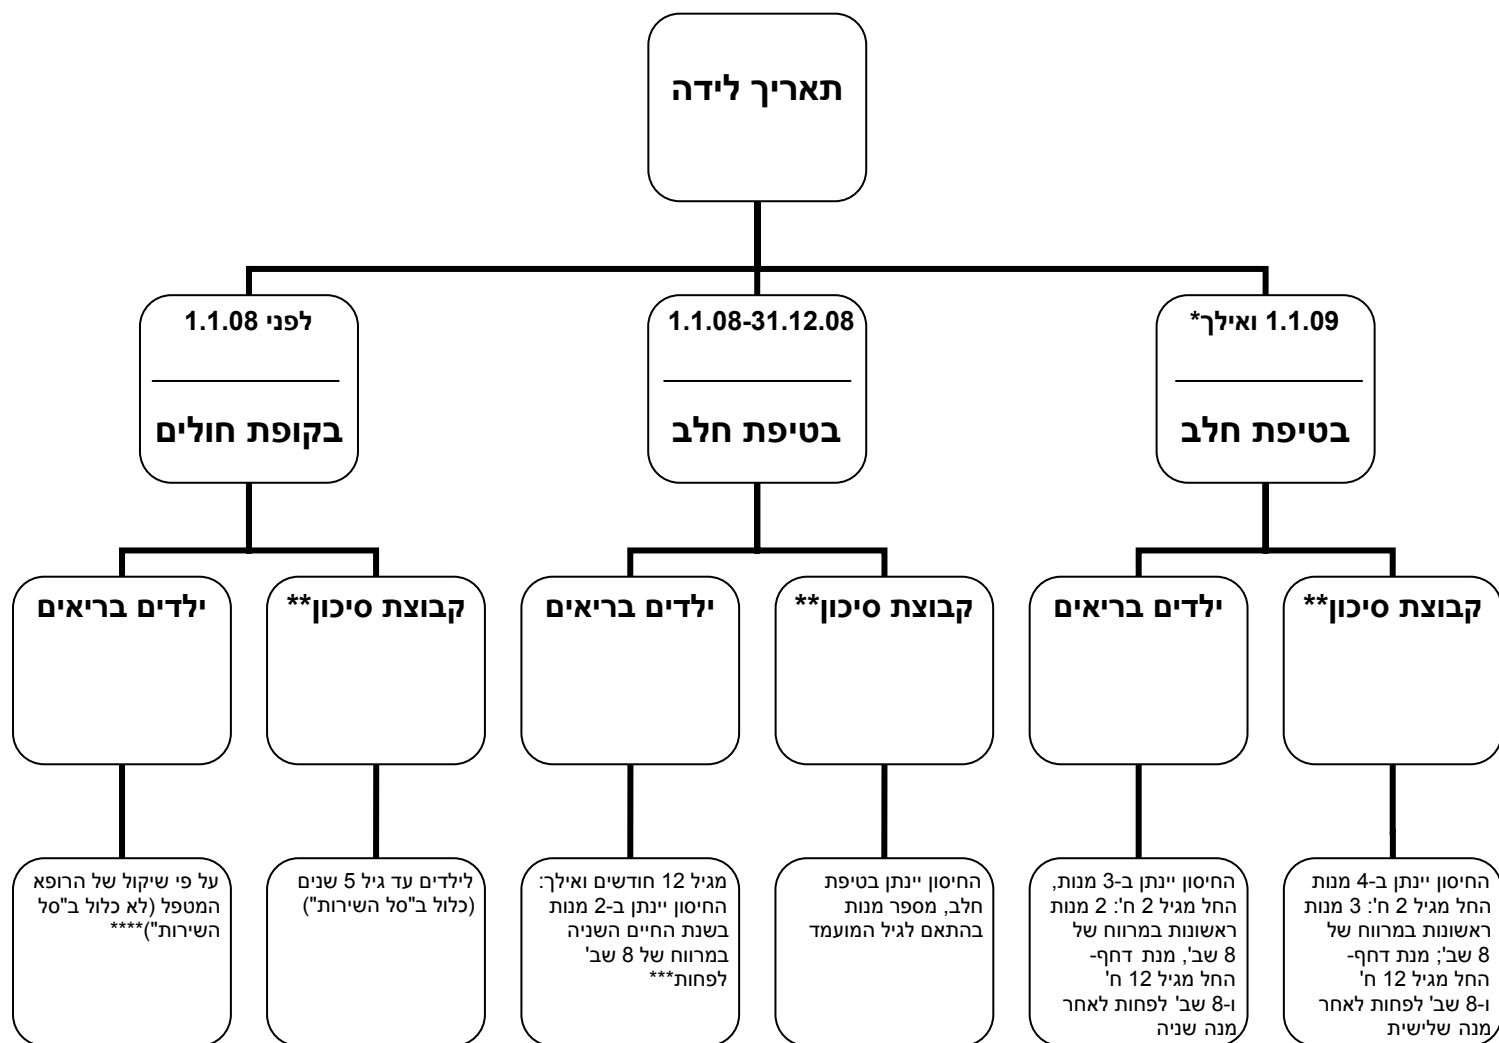 תאריך לידה
1.1.09 ואילך*
בטיפת חלב
1.1.08-31.12.08
בטיפת חלב
לפני 1.1.08
בקופת חולים
קבוצת סיכון**
ילדים בריאים
קבוצת סיכון**
ילדים בריאים
קבוצת סיכון**
ילדים בריאים
החיסון יינתן ב-4 מנות
החל מגיל 2 ח': 3 מנות
ראשונות במרווח של
8 שב'; מנת דחף-
החל מגיל 12 ח'
ו-8 שב' לפחות לאחר
מנה שלישית
החיסון יינתן ב-3 מנות,
החל מגיל 2 ח': 2 מנות
ראשונות במרווח של
8 שב', מנת דחף-
החל מגיל 12 ח'
ו-8 שב' לפחות לאחר
מנה שניה
החיסון יינתן בטיפת
חלב, מספר מנות
בהתאם לגיל המועמד
מגיל 12 חודשים ואילך:
החיסון יינתן ב-2 מנות
בשנת החיים השניה
במרווח של 8 שב'
לפחות***
לילדים עד גיל 5 שנים
(כלול ב"סל השירות")
על פי שיקול של הרופא
המטפל (לא כלול ב"סל
השירות")****